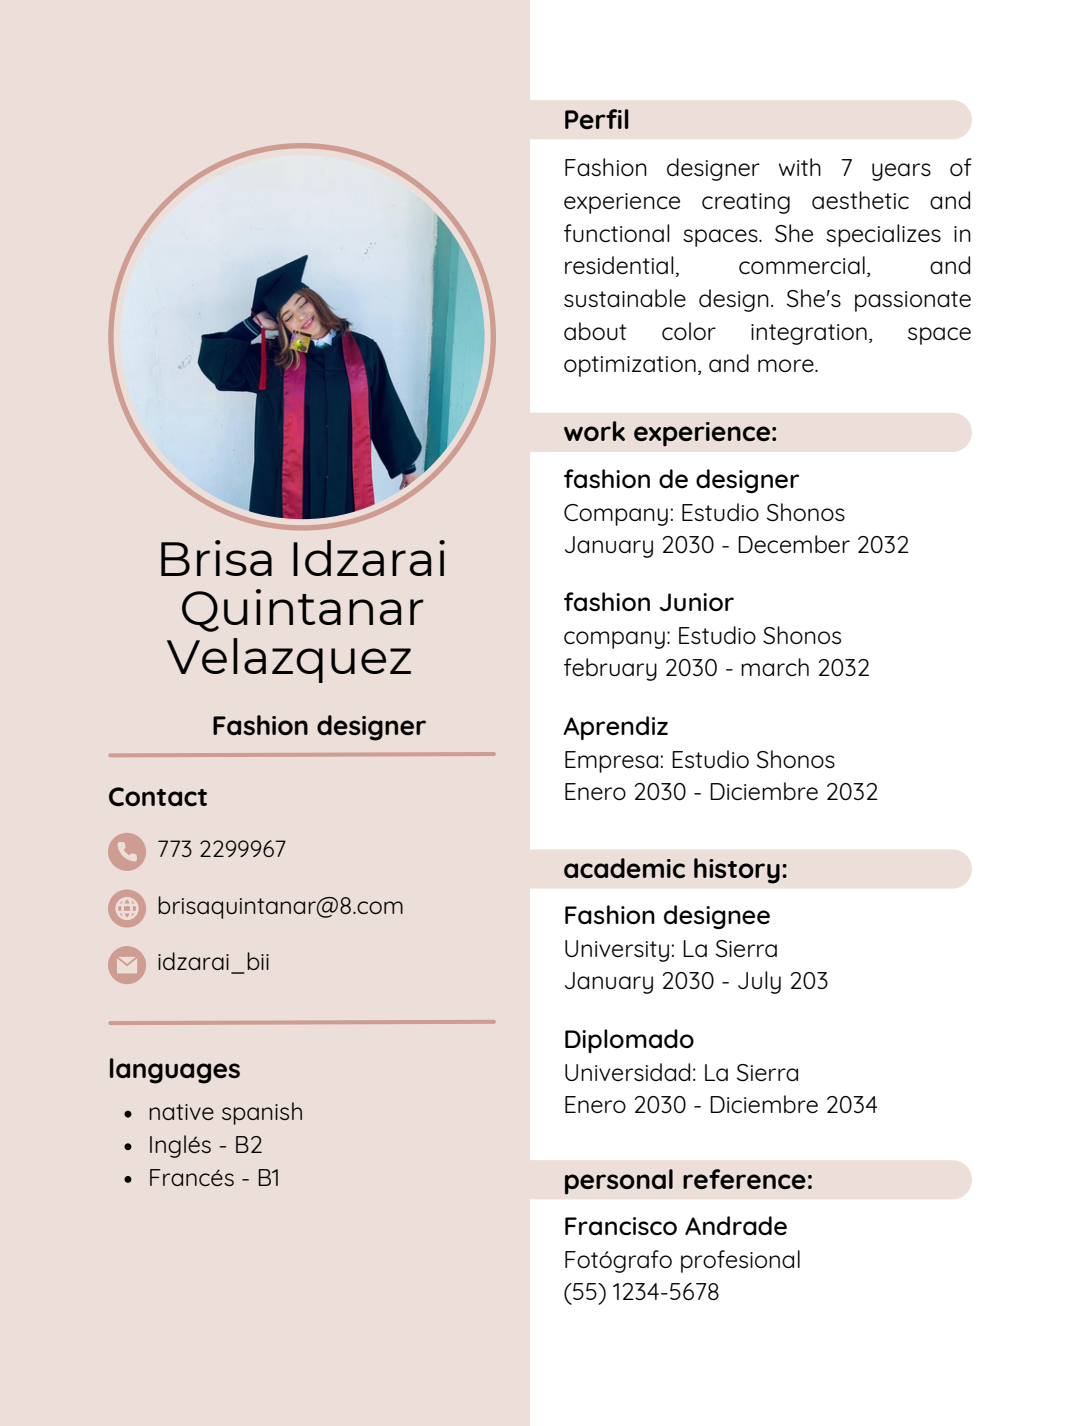 Brisa Idzarai
Quintanar
Velazquez
Fashion designer
Contact
773 2299967
brisaquintanar@8.com
idzarai_bii
languages
native spanish
Inglés - B2
Francés - B1
Perfil
Fashion designer with 7 years of
experience creating aesthetic and
functional spaces. She specializes in
residential, commercial, and
sustainable design. She's passionate
about color integration, space
optimization, and more.
work experience:
fashion de designer
Company: Estudio Shonos
January 2030 - December 2032
fashion Junior
company: Estudio Shonos
february 2030 - march 2032
Aprendiz
Empresa: Estudio Shonos
Enero 2030 - Diciembre 2032
academic history:
Fashion designee
University: La Sierra
January 2030 - July 203
Diplomado
Universidad: La Sierra
Enero 2030 - Diciembre 2034
personal reference:
Francisco Andrade
Fotógrafo profesional
(55) 1234-5678